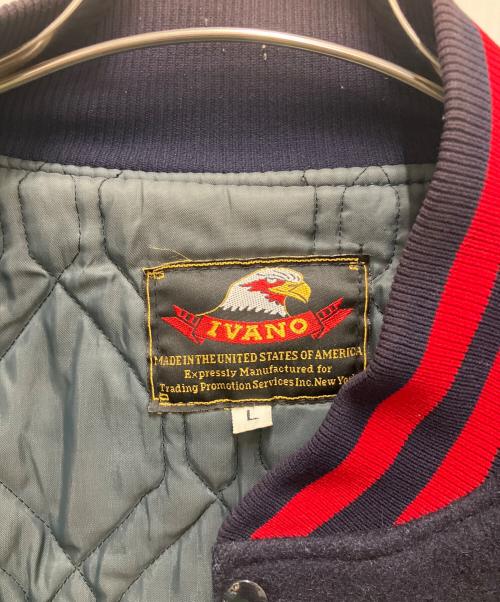 IVANO
MADE IN THE UNITED STATES OF AMERICA
Expressly Manufactured for
Trading Promotion Services Inc. New York
L